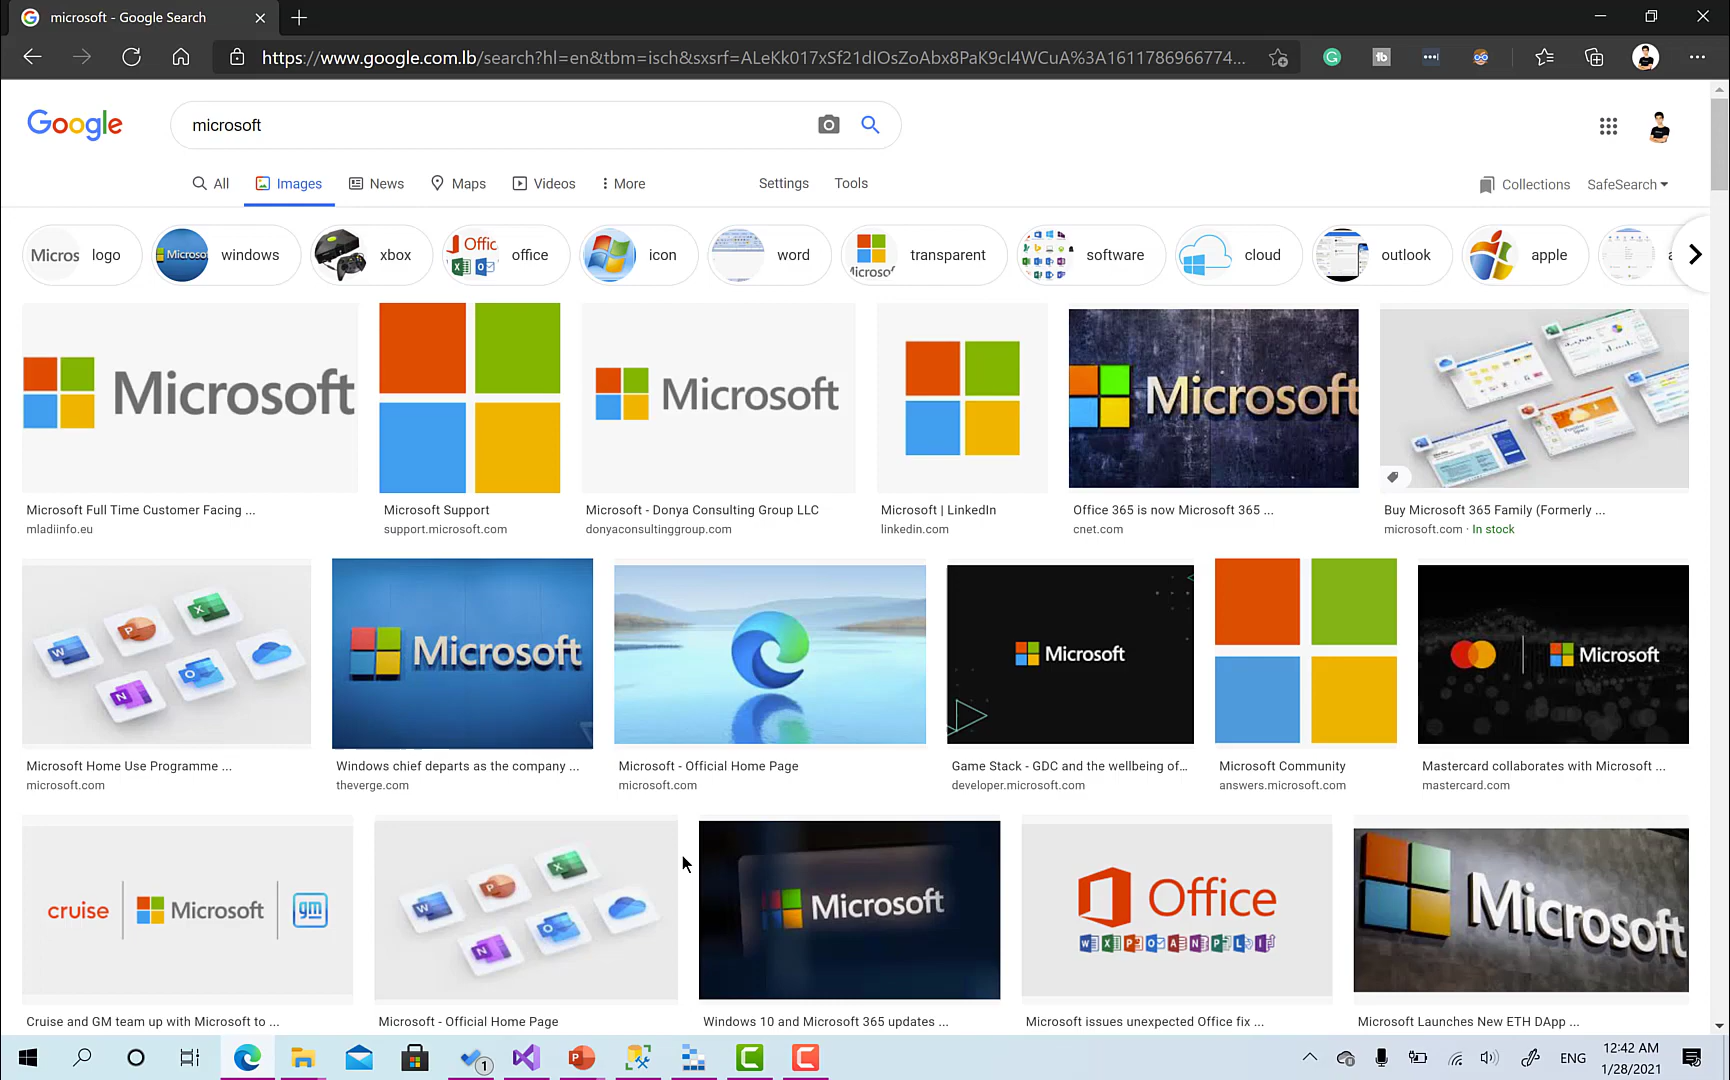 microsoft - Google Search
https://www.google.com.lb/search?hl=en&tbm=isch&sxsrf=ALeKk017xSf21dIOsZoAbx8PaK9cI4WCuA%3A1611786966774...
Google
microsoft
All
Images
News
Maps
Videos
More
Settings
Tools
Collections
SafeSearch
Micros logo
Microsof windows
xbox
Offic office
icon
word
Microsof transparent
software
cloud
outlook
apple
Microsoft
Microsoft
Microsoft
Microsoft Full Time Customer Facing ...
mladiinfo.eu
Microsoft Support
support.microsoft.com
Microsoft - Donya Consulting Group LLC
donyaconsultinggroup.com
Microsoft | LinkedIn
linkedin.com
Office 365 is now Microsoft 365 ...
cnet.com
Buy Microsoft 365 Family (Formerly ...
microsoft.com · In stock
Microsoft
Microsoft
Microsoft
Microsoft Home Use Programme ...
microsoft.com
Windows chief departs as the company ...
theverge.com
Microsoft - Official Home Page
microsoft.com
Game Stack - GDC and the wellbeing of...
developer.microsoft.com
Microsoft Community
answers.microsoft.com
Mastercard collaborates with Microsoft ...
mastercard.com
cruise
Microsoft
gm
Microsoft
Office
Microsoft
Cruise and GM team up with Microsoft to ...
Microsoft - Official Home Page
Windows 10 and Microsoft 365 updates ...
Microsoft issues unexpected Office fix ...
Microsoft Launches New ETH DApp ...
1
ENG
12:42 AM
1/28/2021